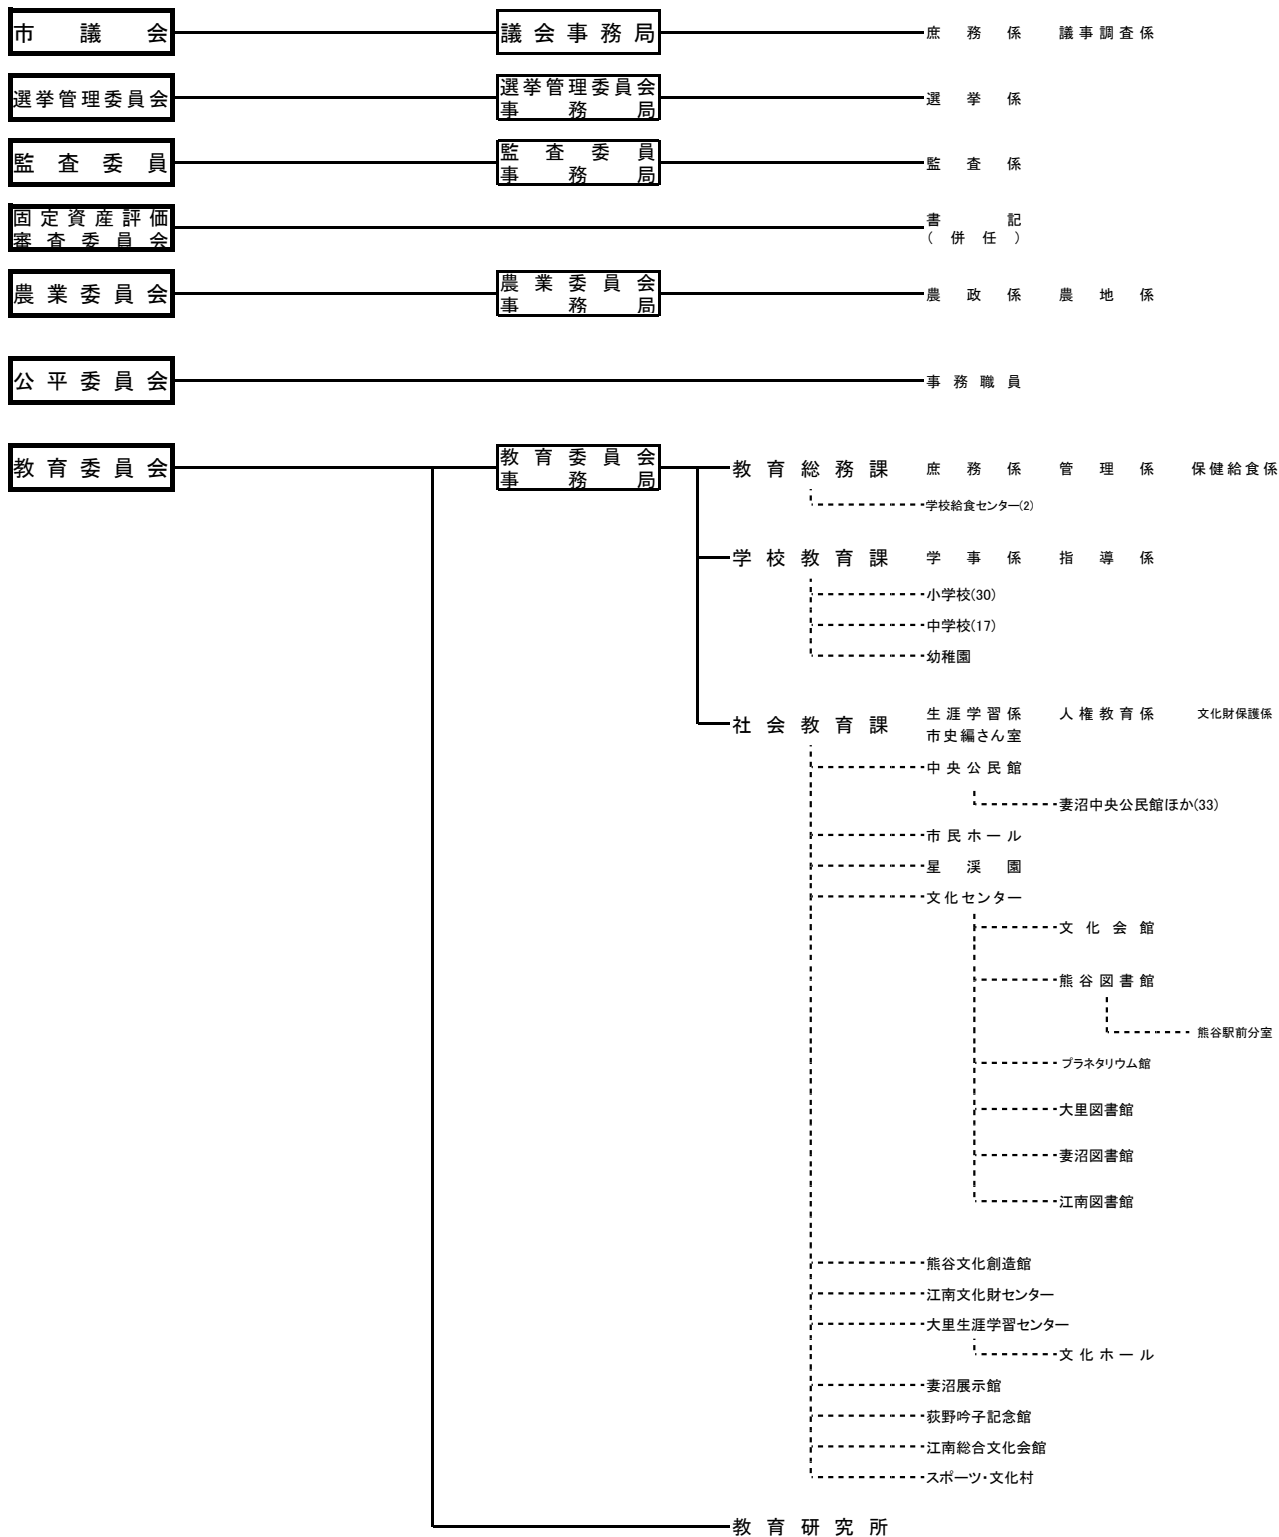 市議会 議会事務局 庶務係 議事調査係
選挙管理委員会 選挙管理委員会 選挙係
事務局
監査委員 監査委員 監査係
事務局
固定資産評価 書記
審査委員会 (併任)
農業委員会 農業委員会 農政係 農地係
事務局
公平委員会 事務職員
教育委員会 教育委員会 教育総務課 庶務係 管理係 保健給食係
事務局
学校給食センター(2)
学校教育課 学事係 指導係
小学校(30)
中学校(17)
幼稚園
社会教育課 生涯学習係 人権教育係 文化財保護係
市史編さん室
中央公民館
妻沼中央公民館ほか(33)
市民ホール
星渓園
文化センター
文化会館
熊谷図書館
熊谷駅前分室
プラネタリウム館
大里図書館
妻沼図書館
江南図書館
熊谷文化創造館
江南文化財センター
大里生涯学習センター
文化ホール
妻沼展示館
荻野吟子記念館
江南総合文化会館
スポーツ・文化村
教育研究所